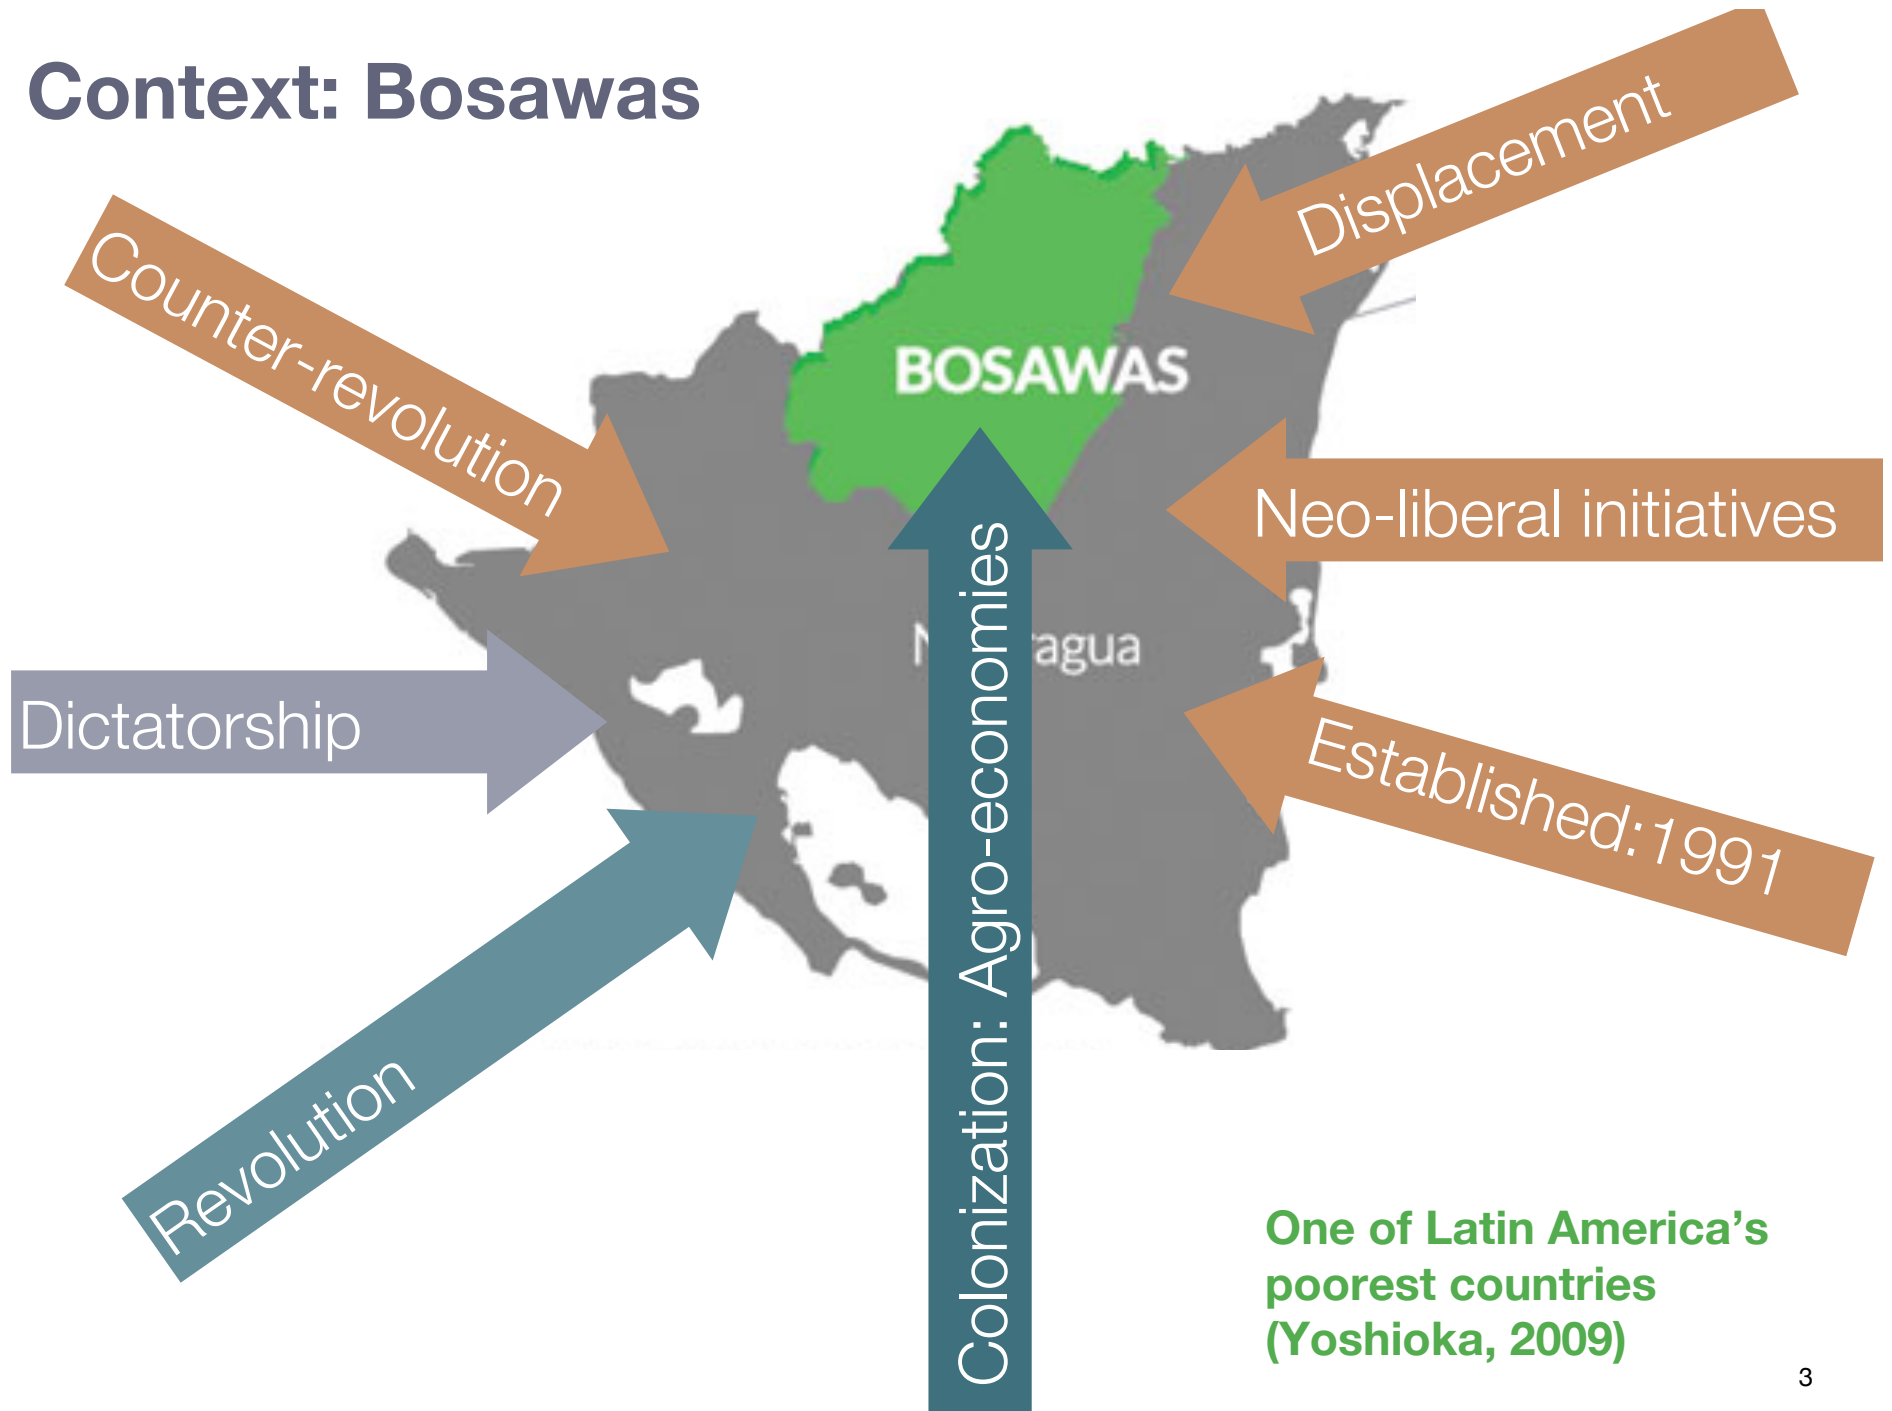 Context: Bosawas
Displacement
Counter-revolution
BOSAWAS
Neo-liberal initiatives
Dictatorship
Established:1991
Revolution
Colonization: Agro-economies
One of Latin America’s
poorest countries
(Yoshioka, 2009)
3